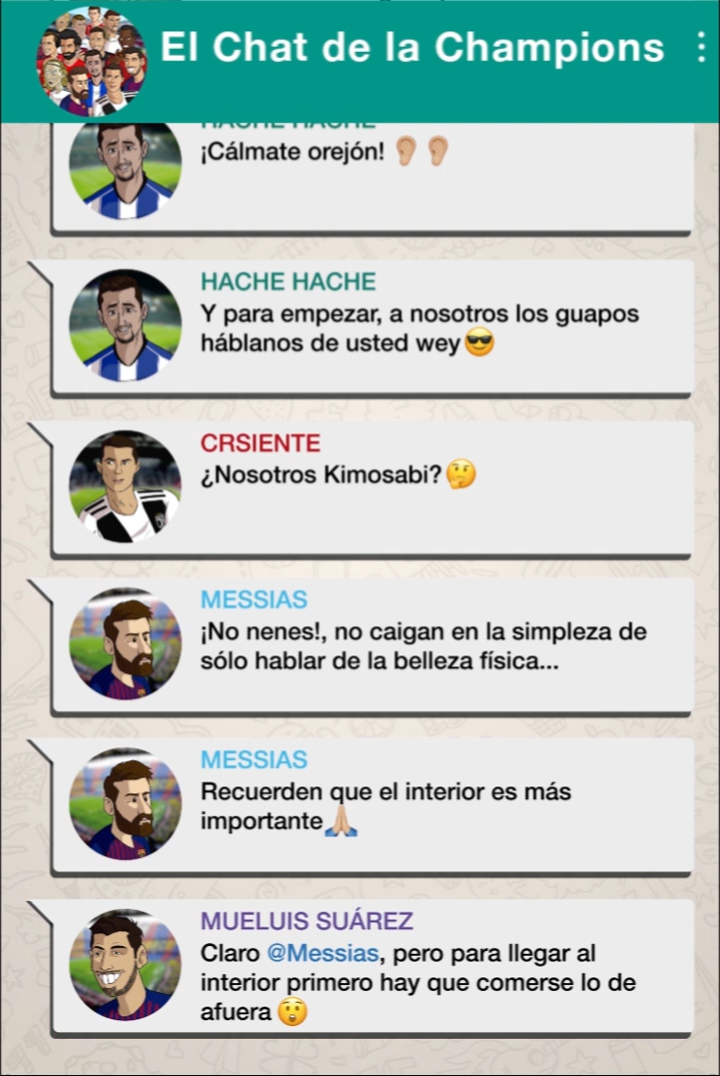 El Chat de la Champions
HACHE HACHE
¡Cálmate orejón!
HACHE HACHE
Y para empezar, a nosotros los guapos
háblanos de usted wey
CRSIENTE
¿Nosotros Kimosabi?
MESSIAS
¡No nenes!, no caigan en la simpleza de
sólo hablar de la belleza física...
MESSIAS
Recuerden que el interior es más
importante
MUELUIS SUÁREZ
Claro @Messias, pero para llegar al
interior primero hay que comerse lo de
afuera